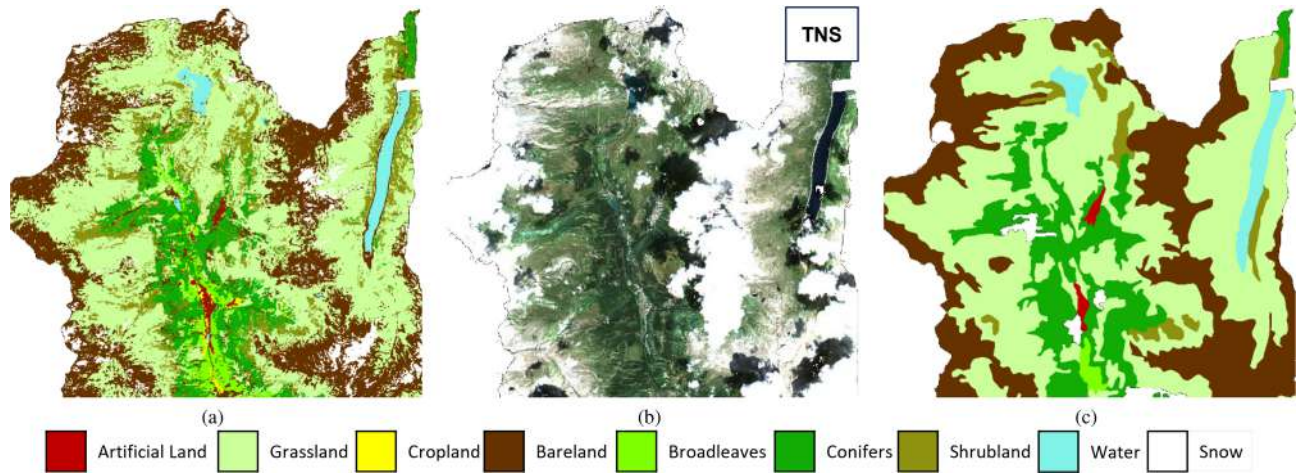 TNS
(a)
(b)
(c)
Artificial Land
Grassland
Cropland
Bareland
Broadleaves
Conifers
Shrubland
Water
Snow